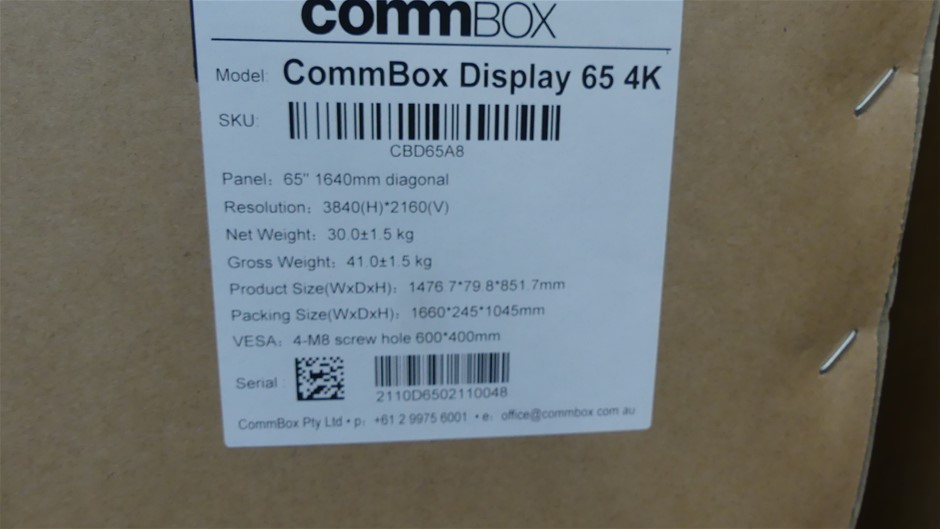 commBOX
Model: CommBox Display 65 4K
SKU:
CBD65A8
Panel: 65" 1640mm diagonal
Resolution: 3840(H)*2160(V)
Net Weight: 30.0±1.5 kg
Gross Weight: 41.0±1.5 kg
Product Size(WxDxH): 1476.7*79.8*851.7mm
Packing Size(WxDxH): 1660*245*1045mm
VESA: 4-M8 screw hole 600*400mm
Serial :
2110D6502110048
CommBox Pty Ltd • p: +61 2 9975 6001 • e: office@commbox.com.au